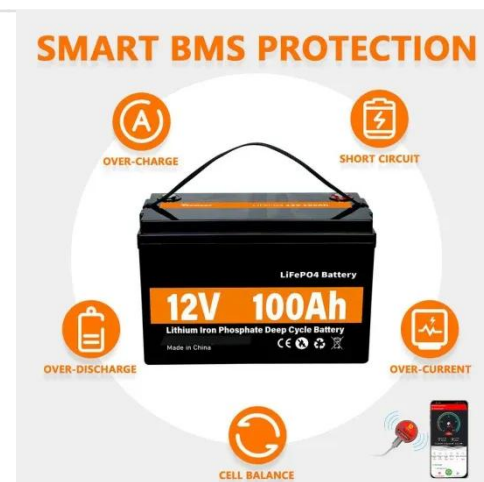 SMART BMS PROTECTION
OVER-CHARGE
SHORT CIRCUIT
LiFePO4 Battery
12V 100Ah
Lithium Iron Phosphate Deep Cycle Battery
Made in China
OVER-DISCHARGE
OVER-CURRENT
CELL BALANCE